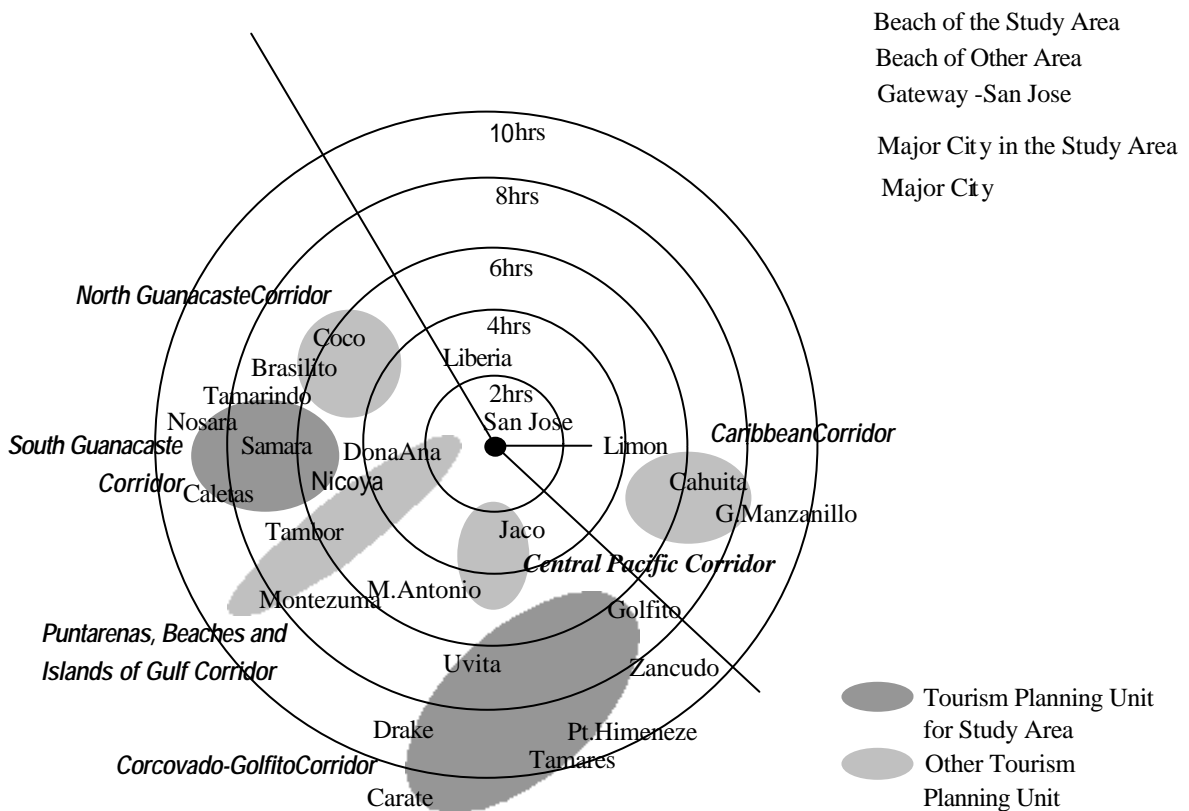 Beach of the Study Area
Beach of Other Area
Gateway -San Jose
Major City in the Study Area
Major City
10hrs
8hrs
6hrs
4hrs
2hrs
North GuanacasteCorridor
Coco
Liberia
Brasilito
Tamarindo
Nosara
San Jose
South Guanacaste
Corridor
Samara
DonaAna
Limon
CaribbeanCorridor
Nicoya
Caletas
Cahuita
G.Manzanillo
Tambor
Jaco
Central Pacific Corridor
M.Antonio
Montezuma
Golfito
Puntarenas, Beaches and
Islands of Gulf Corridor
Uvita
Zancudo
Drake
Pt.Himeneze
Tamares
Corcovado-GolfitoCorridor
Carate
Tourism Planning Unit
for Study Area
Other Tourism
Planning Unit